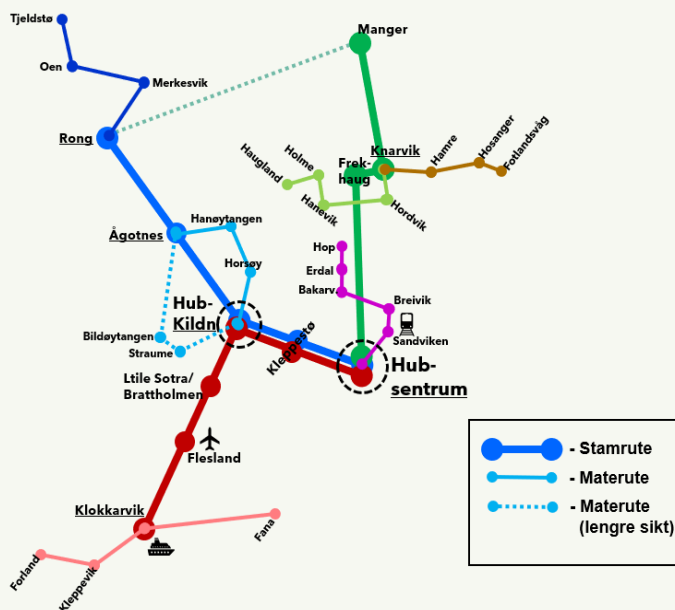 Tjeldstø
Oen
Merkesvik
Manger
Rong
Knarvik
Hamre
Hosanger
Fotlandsvåg
Holme
Frek-
haug
Haugland
Hanevik
Hordvik
Hanøytangen
Ågotnes
Hop
Erdal
Bakarv
Horsøy
Breivik
Hub-
Kildn
Sandviken
Kleppestø
Bildøytangen
Straume
Hub-
sentrum
Ltile Sotra/
Brattholmen
Flesland
Klokkarvik
Fana
Forland
Kleppevik
- Stamrute
- Materute
- Materute
(lengre sikt)